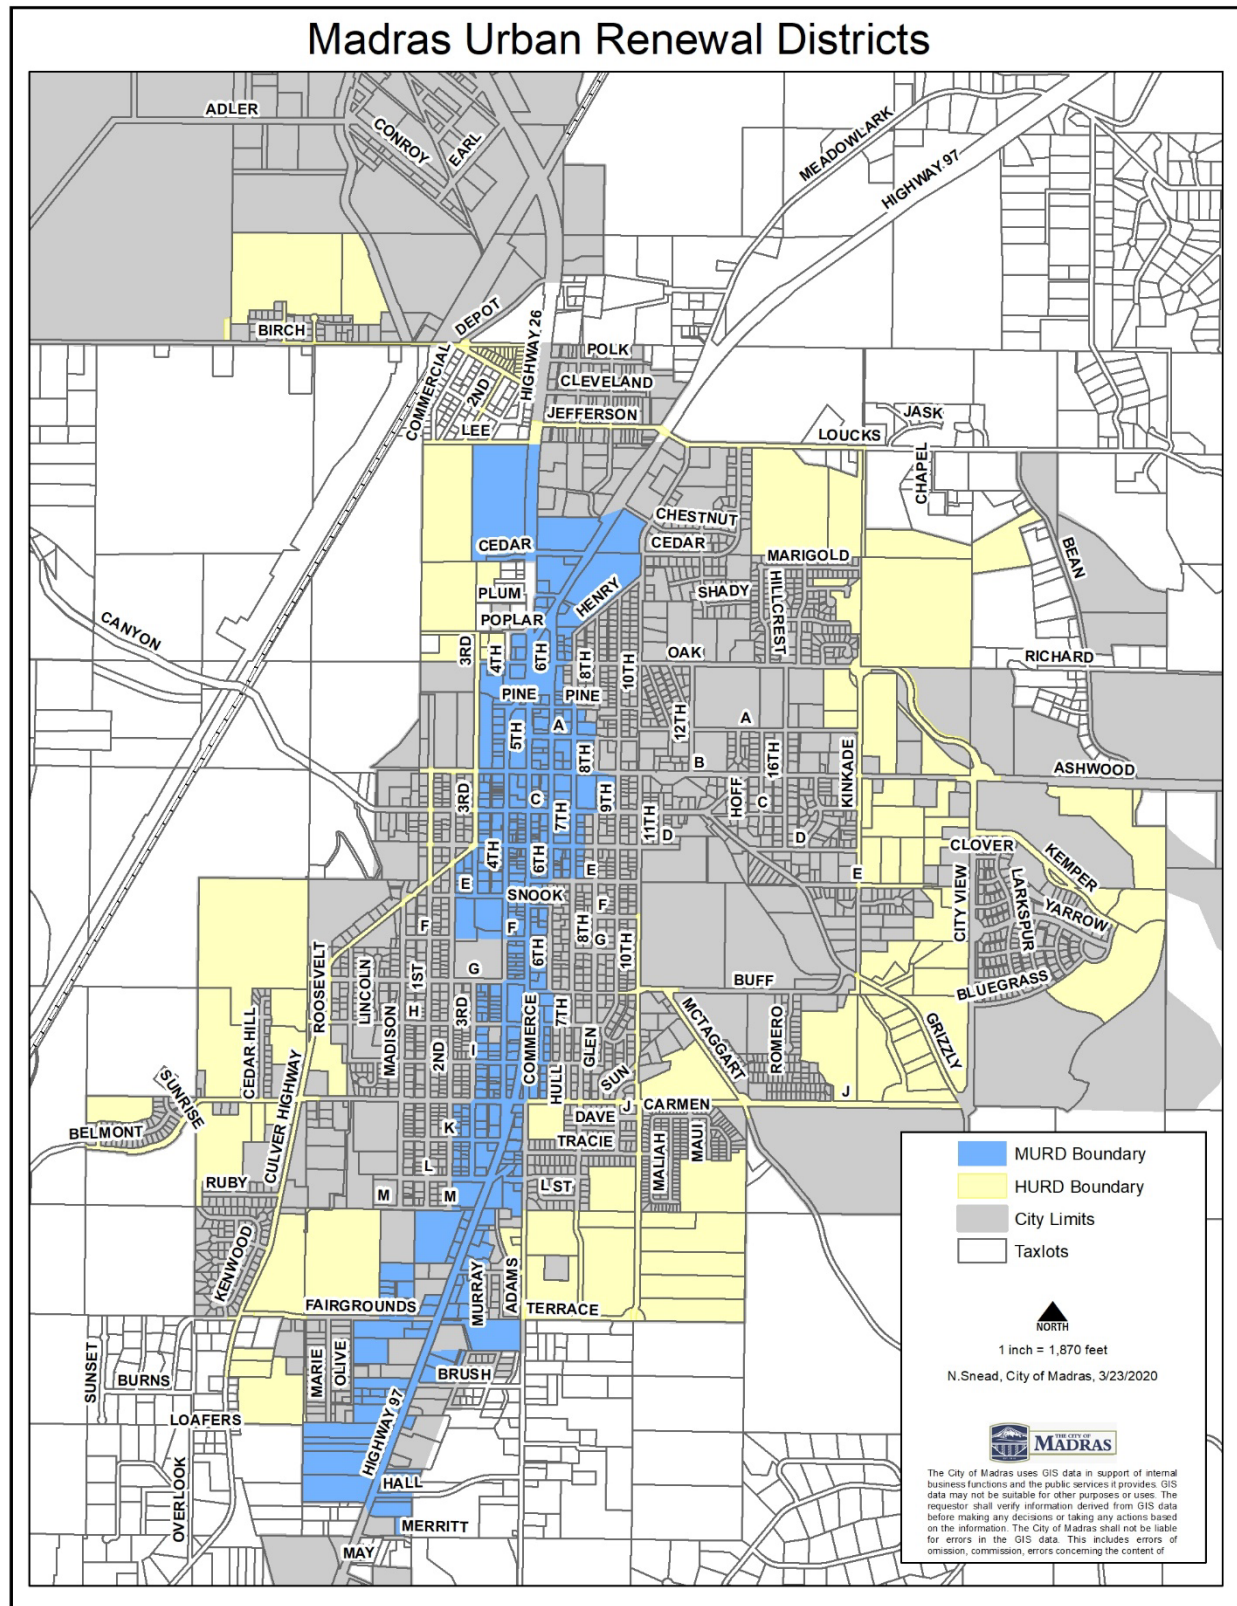 Madras Urban Renewal Districts
ADLER
CONROY
EARL
MEADOWLARK
HIGHWAY 97
BIRCH
DEPOT
COMMERCIAL
2ND
HIGHWAY 26
LEE
POLK
CLEVELAND
JEFFERSON
JASK
LOUCKS
CHAPEL
BEAN
CHESTNUT
CEDAR
CEDAR
MARIGOLD
PLUM
HENRY
SHADY
HILLCREST
POPLAR
CANYON
3RD
4TH
6TH
8TH
10TH
OAK
RICHARD
PINE
PINE
5TH
A
12TH
A
8TH
B
16TH
KINKADE
ASHWOOD
3RD
C
7TH
9TH
HOFF
C
11TH
D
D
4TH
6TH
E
E
E
CLOVER
KEMPER
SNOOK
CITY VIEW
LARKSPUR
YARROW
F
F
F
8TH
G
10TH
6TH
ROOSEVELT
LINCOLN
1ST
G
BUFF
BLUEGRASS
H
3RD
COMMERCE
7TH
MCTAGGART
GRIZZLY
CEDAR HILL
MADISON
2ND
I
GLEN
ROMERO
SUNRISE
CULVER HIGHWAY
HULL
SUN
J
J
CARMEN
DAVE
BELMONT
K
TRACIE
MALIAH
MAUI
RUBY
L
L ST
M
M
KENWOOD
MURRAY
ADAMS
FAIRGROUNDS
TERRACE
SUNSET
BURNS
MARIE
OLIVE
BRUSH
LOAFERS
HIGHWAY 97
OVERLOOK
HALL
MERRITT
MAY
MURD Boundary
HURD Boundary
City Limits
Taxlots
NORTH
1 inch = 1,870 feet
N.Snead, City of Madras, 3/23/2020
THE CITY OF
MADRAS
The City of Madras uses GIS data in support of internal
business functions and the public services it provides. GIS
data may not be suitable for other purposes or uses. The
requestor shall verify information derived from GIS data
before making any decisions or taking any actions based
on the information. The City of Madras shall not be liable
for errors in the GIS data. This includes errors of
omission, commission, errors concerning the content of